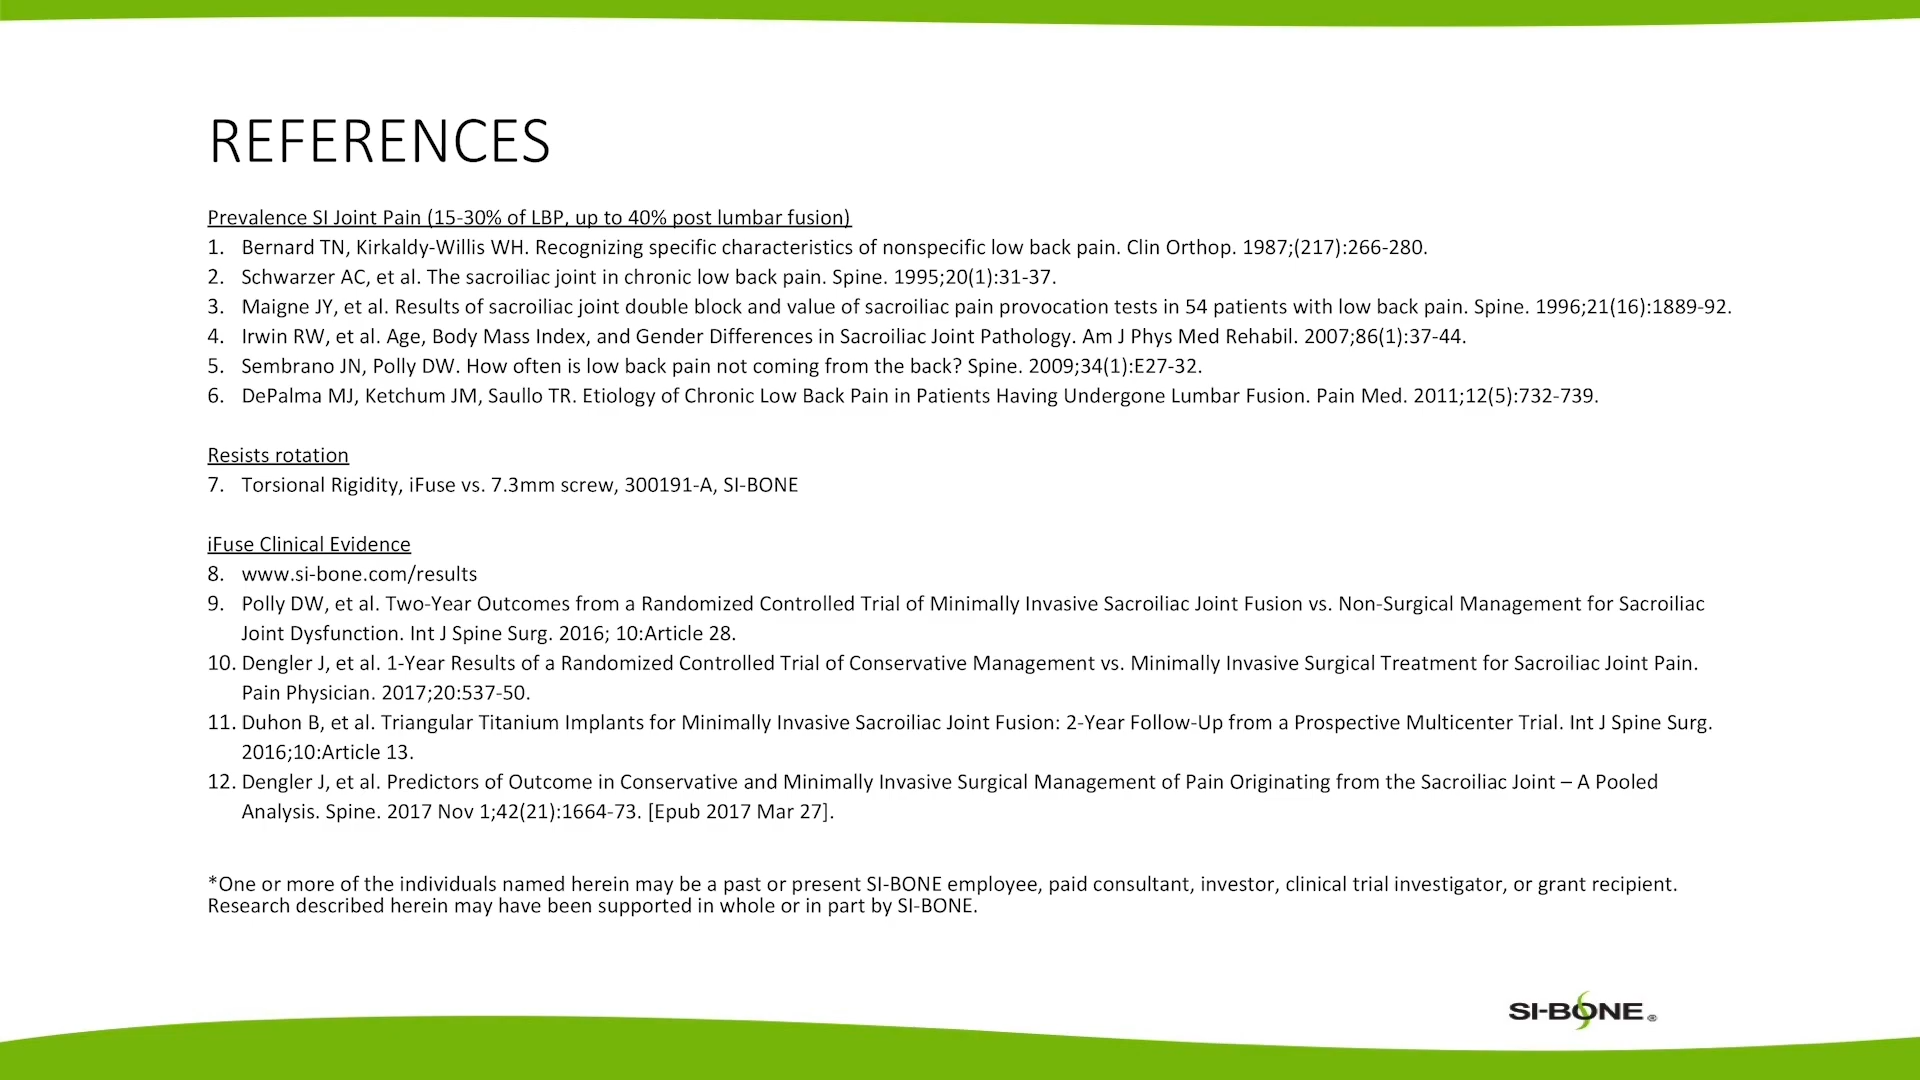 REFERENCES
Prevalence SI Joint Pain (15-30% of LBP, up to 40% post lumbar fusion)
1. Bernard TN, Kirkaldy-Willis WH. Recognizing specific characteristics of nonspecific low back pain. Clin Orthop. 1987;(217):266-280.
2. Schwarzer AC, et al. The sacroiliac joint in chronic low back pain. Spine. 1995;20(1):31-37.
3. Maigne JY, et al. Results of sacroiliac joint double block and value of sacroiliac pain provocation tests in 54 patients with low back pain. Spine. 1996;21(16):1889-92.
4. Irwin RW, et al. Age, Body Mass Index, and Gender Differences in Sacroiliac Joint Pathology. Am J Phys Med Rehabil. 2007;86(1):37-44.
5. Sembrano JN, Polly DW. How often is low back pain not coming from the back? Spine. 2009;34(1):E27-32.
6. DePalma MJ, Ketchum JM, Saullo TR. Etiology of Chronic Low Back Pain in Patients Having Undergone Lumbar Fusion. Pain Med. 2011;12(5):732-739.
Resists rotation
7. Torsional Rigidity, iFuse vs. 7.3mm screw, 300191-A, SI-BONE
iFuse Clinical Evidence
8. www.si-bone.com/results
9. Polly DW, et al. Two-Year Outcomes from a Randomized Controlled Trial of Minimally Invasive Sacroiliac Joint Fusion vs. Non-Surgical Management for Sacroiliac
Joint Dysfunction. Int J Spine Surg. 2016; 10:Article 28.
10. Dengler J, et al. 1-Year Results of a Randomized Controlled Trial of Conservative Management vs. Minimally Invasive Surgical Treatment for Sacroiliac Joint Pain.
Pain Physician. 2017;20:537-50.
11. Duhon B, et al. Triangular Titanium Implants for Minimally Invasive Sacroiliac Joint Fusion: 2-Year Follow-Up from a Prospective Multicenter Trial. Int J Spine Surg.
2016;10:Article 13.
12. Dengler J, et al. Predictors of Outcome in Conservative and Minimally Invasive Surgical Management of Pain Originating from the Sacroiliac Joint – A Pooled
Analysis. Spine. 2017 Nov 1;42(21):1664-73. [Epub 2017 Mar 27].
*One or more of the individuals named herein may be a past or present SI-BONE employee, paid consultant, investor, clinical trial investigator, or grant recipient.
Research described herein may have been supported in whole or in part by SI-BONE.
SI-BONE®